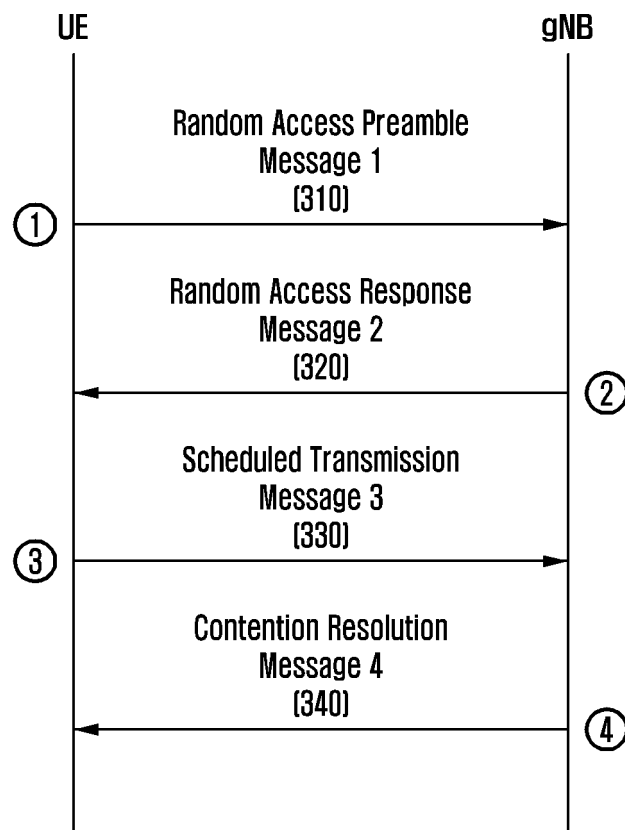 UE
gNB
Random Access Preamble
Message 1
(310)
1
Random Access Response
Message 2
(320)
2
Scheduled Transmission
Message 3
(330)
3
Contention Resolution
Message 4
(340)
4